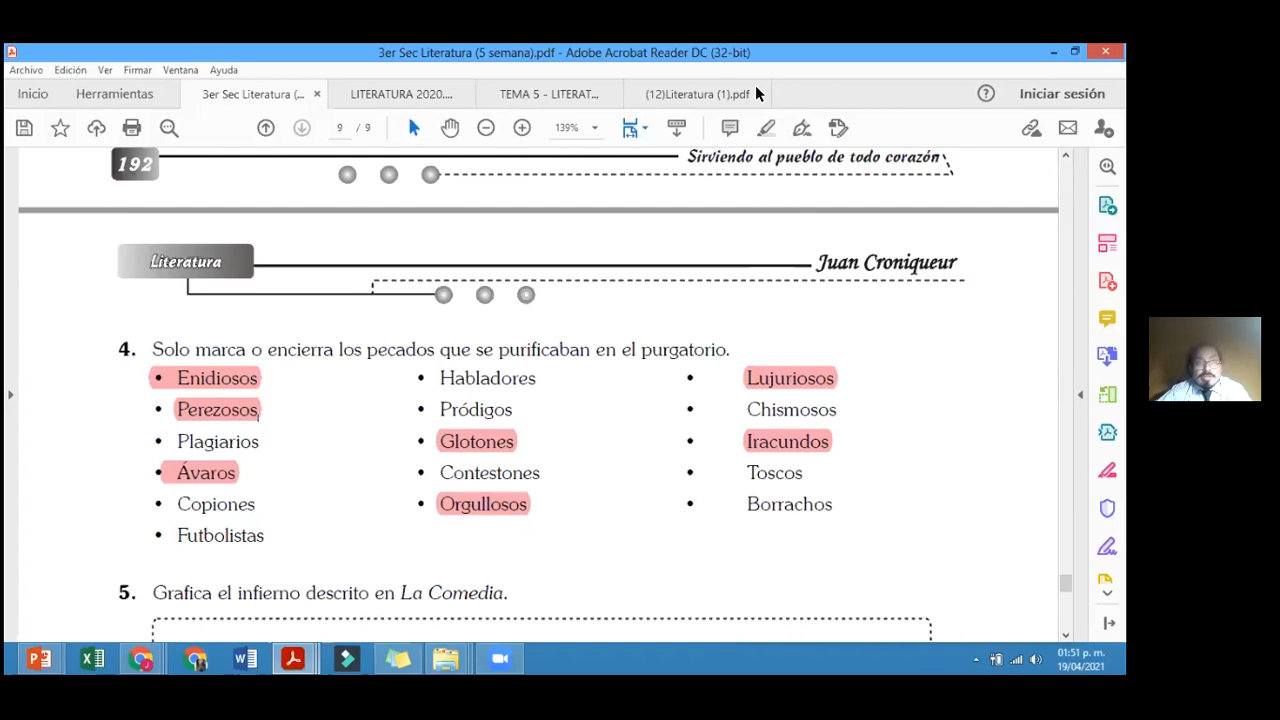 3er Sec Literatura (5 semana).pdf - Adobe Acrobat Reader DC (32-bit)
Archivo Edición Ver Firmar Ventana Ayuda
Inicio Herramientas 3er Sec Literatura (... × LITERATURA 2020.... TEMA 5 - LITERAT... (12)Literatura (1).pdf Iniciar sesión
9 / 9 139%
192 Sirviendo al pueblo de todo corazón
Literatura Juan Croniqueur
4. Solo marca o encierra los pecados que se purificaban en el purgatorio.
• Enidiosos • Habladores • Lujuriosos
• Perezosos • Pródigos • Chismosos
• Plagiarios • Glotones • Iracundos
• Ávaros • Contestones • Toscos
• Copiones • Orgullosos • Borrachos
• Futbolistas
5. Grafica el infierno descrito en La Comedia.
01:51 p. m.
19/04/2021